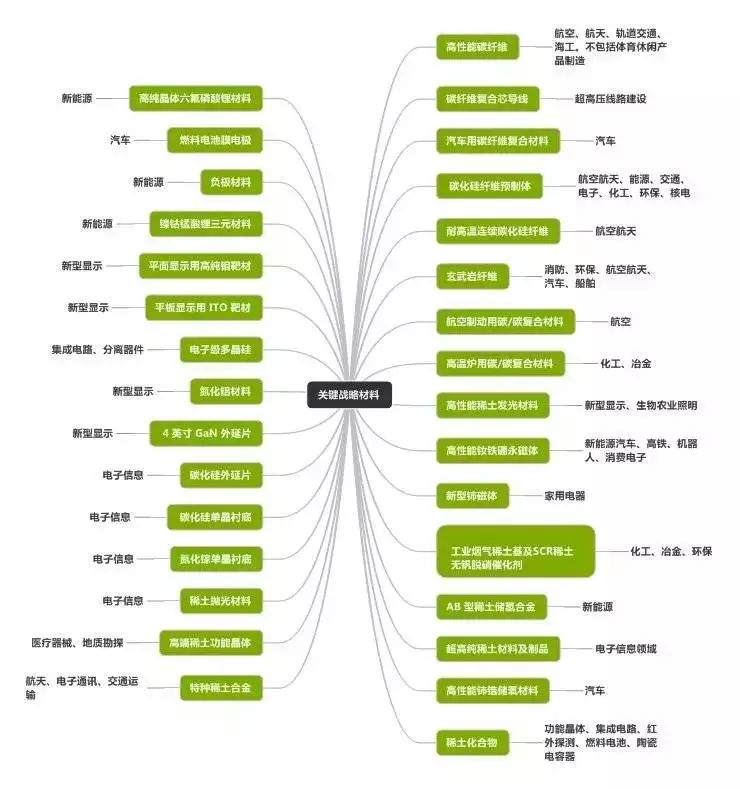 关键战略材料
高纯晶体六氟磷酸锂材料
新能源
燃料电池膜电极
汽车
负极材料
新能源
镍钴锰酸锂三元材料
新能源
平面显示用高纯钼靶材
新型显示
平板显示用 ITO 靶材
新型显示
电子级多晶硅
集成电路、分离器件
氮化铝材料
新型显示
4 英寸 GaN 外延片
新型显示
碳化硅外延片
电子信息
碳化硅单晶衬底
电子信息
氮化镓单晶衬底
电子信息
稀土抛光材料
电子信息
高镧稀土功能晶体
医疗器械、地质勘探
特种稀土合金
航天、电子通讯、交通运
输
高性能碳纤维
航空、航天、轨道交通、
海工，不包括体育休闲产
品制造
碳纤维复合芯导线
超高压线路建设
汽车用碳纤维复合材料
汽车
碳化硅纤维预制体
航空航天、能源、交通、
电子、化工、环保、核电
耐高温连续碳化硅纤维
航空航天
玄武岩纤维
消防、环保、航空航天、
汽车、船舶
航空制动用碳/碳复合材料
航空
高温炉用碳/碳复合材料
化工、冶金
高性能稀土发光材料
新型显示、生物农业照明
高性能钕铁硼永磁体
新能源汽车、高铁、机器
人、消费电子
新型铈磁体
家用电器
工业烟气稀土基及SCR稀土
无钒脱硝催化剂
化工、冶金、环保
AB 型稀土储氢合金
新能源
超高纯稀土材料及制品
电子信息领域
高性能铈锆储氧材料
汽车
稀土化合物
功能晶体、集成电路、红
外探测、燃料电池、陶瓷
电容器